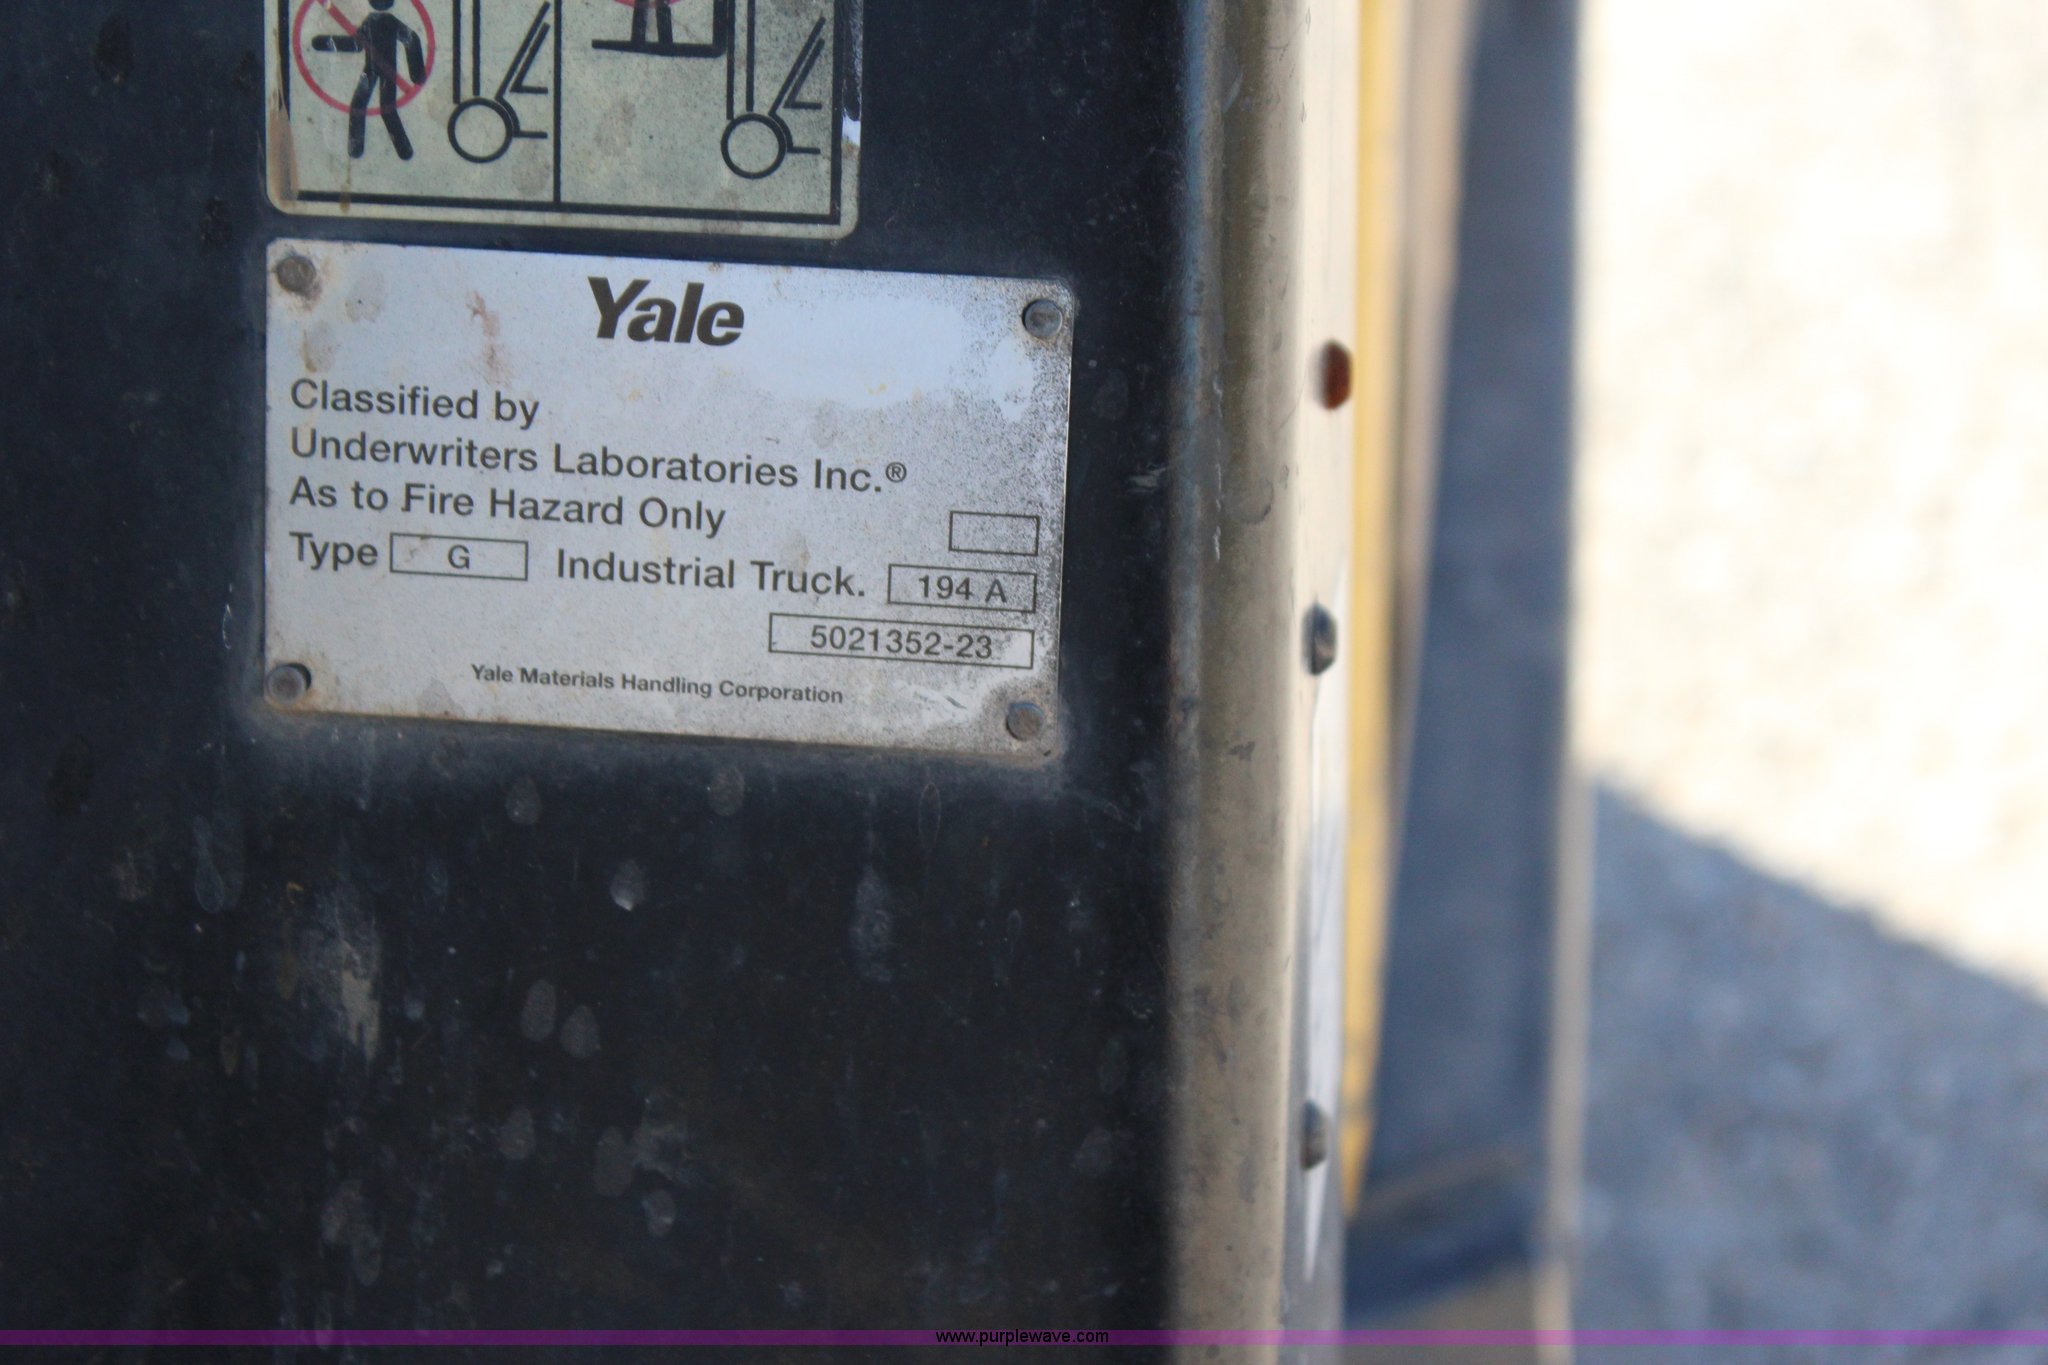 Yale
Classified by
Underwriters Laboratories Inc.®
As to Fire Hazard Only
Type G Industrial Truck. 194 A
5021352-23
Yale Materials Handling Corporation
www.purplewave.com